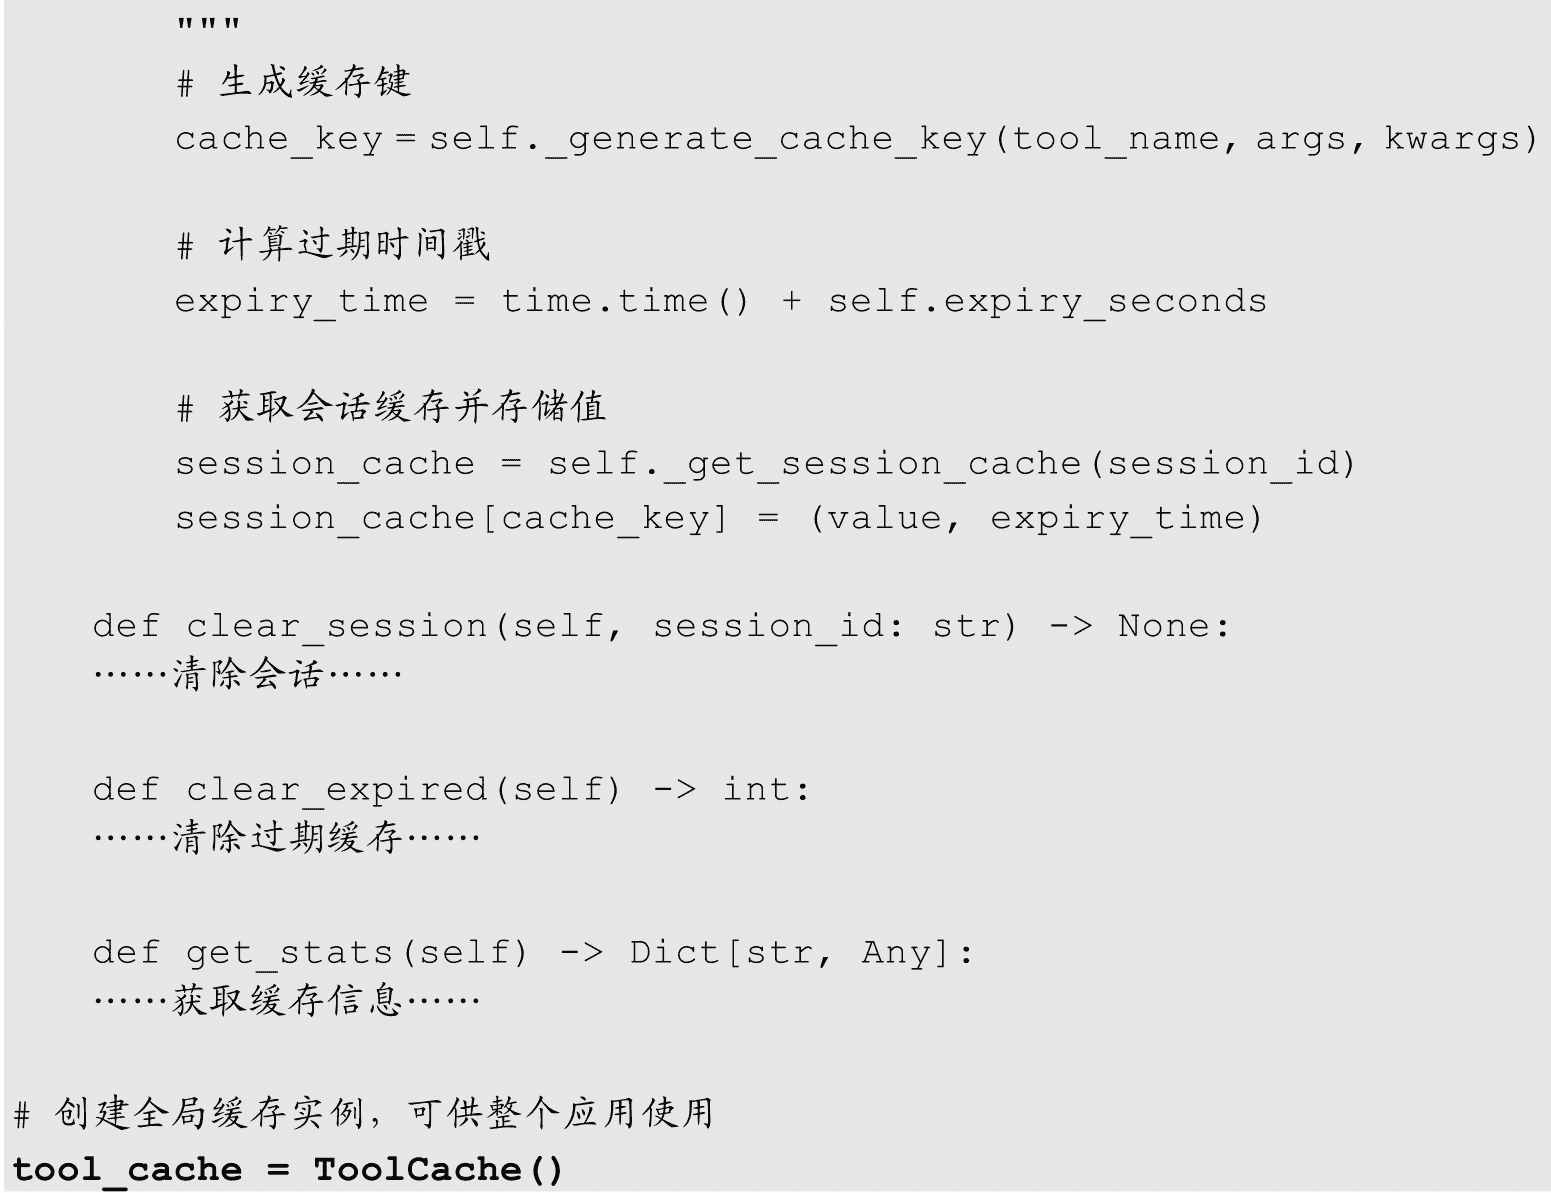 """
# 生成缓存键
cache_key = self._generate_cache_key(tool_name, args, kwargs)
# 计算过期时间戳
expiry_time = time.time() + self.expiry_seconds
# 获取会话缓存并存储值
session_cache = self._get_session_cache(session_id)
session_cache[cache_key] = (value, expiry_time)
def clear_session(self, session_id: str) -> None:
……清除会话……
def clear_expired(self) -> int:
……清除过期缓存……
def get_stats(self) -> Dict[str, Any]:
……获取缓存信息……
# 创建全局缓存实例，可供整个应用使用
tool_cache = ToolCache()